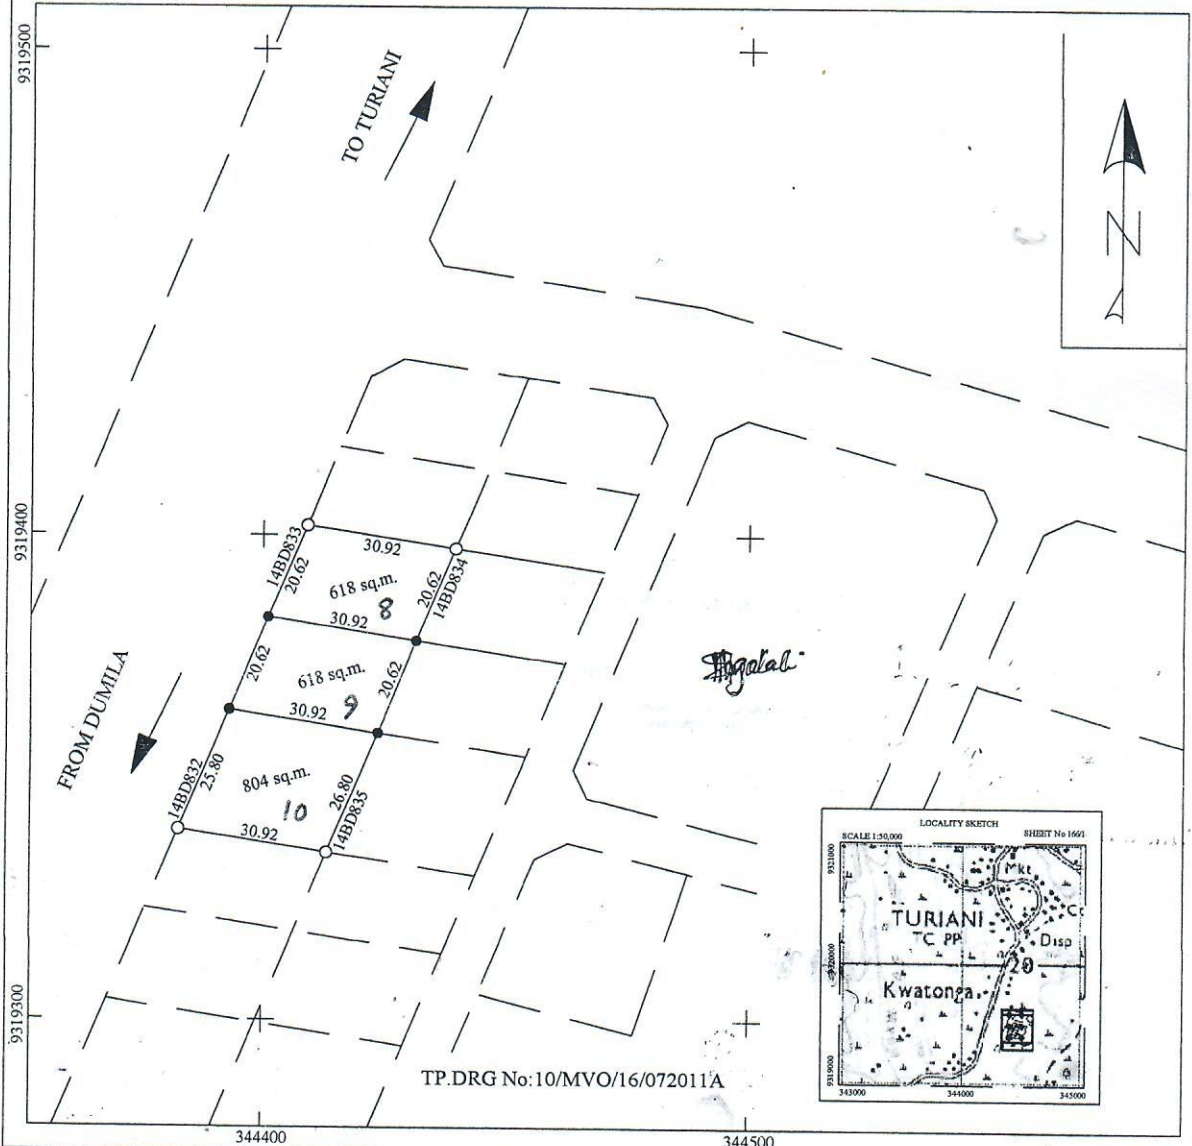 9319500
TO TURIANI
N
9319400
14BD833
20.62
30.92
618 sq.m.
8
20.62
14BD834
30.92
20.62
618 sq.m.
9
20.62
30.92
FROM DUMILA
14BD832
25.80
804 sq.m.
10
26.80
14BD835
30.92
9319300
TP.DRG No:10/MVO/16/072011A
344400
344500
LOCALITY SKETCH
SCALE 1:50,000
SHEET No 166/1
9321000
Mkt
TURIANI
TC PP
Disp
9320000
20
Kwatonga
9319000
343000
344000
345000